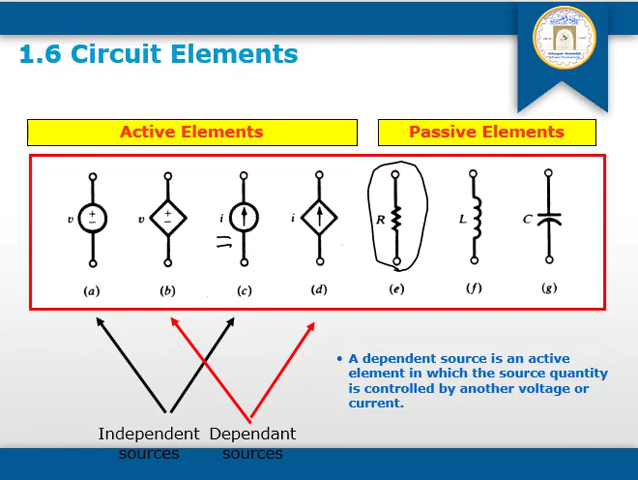 1.6 Circuit Elements
Active Elements
Passive Elements
v + −
v + −
i
i
R
L
C
(a)
(b)
(c)
(d)
(e)
(f)
(g)
• A dependent source is an active
element in which the source quantity
is controlled by another voltage or
current.
Independent
sources
Dependant
sources